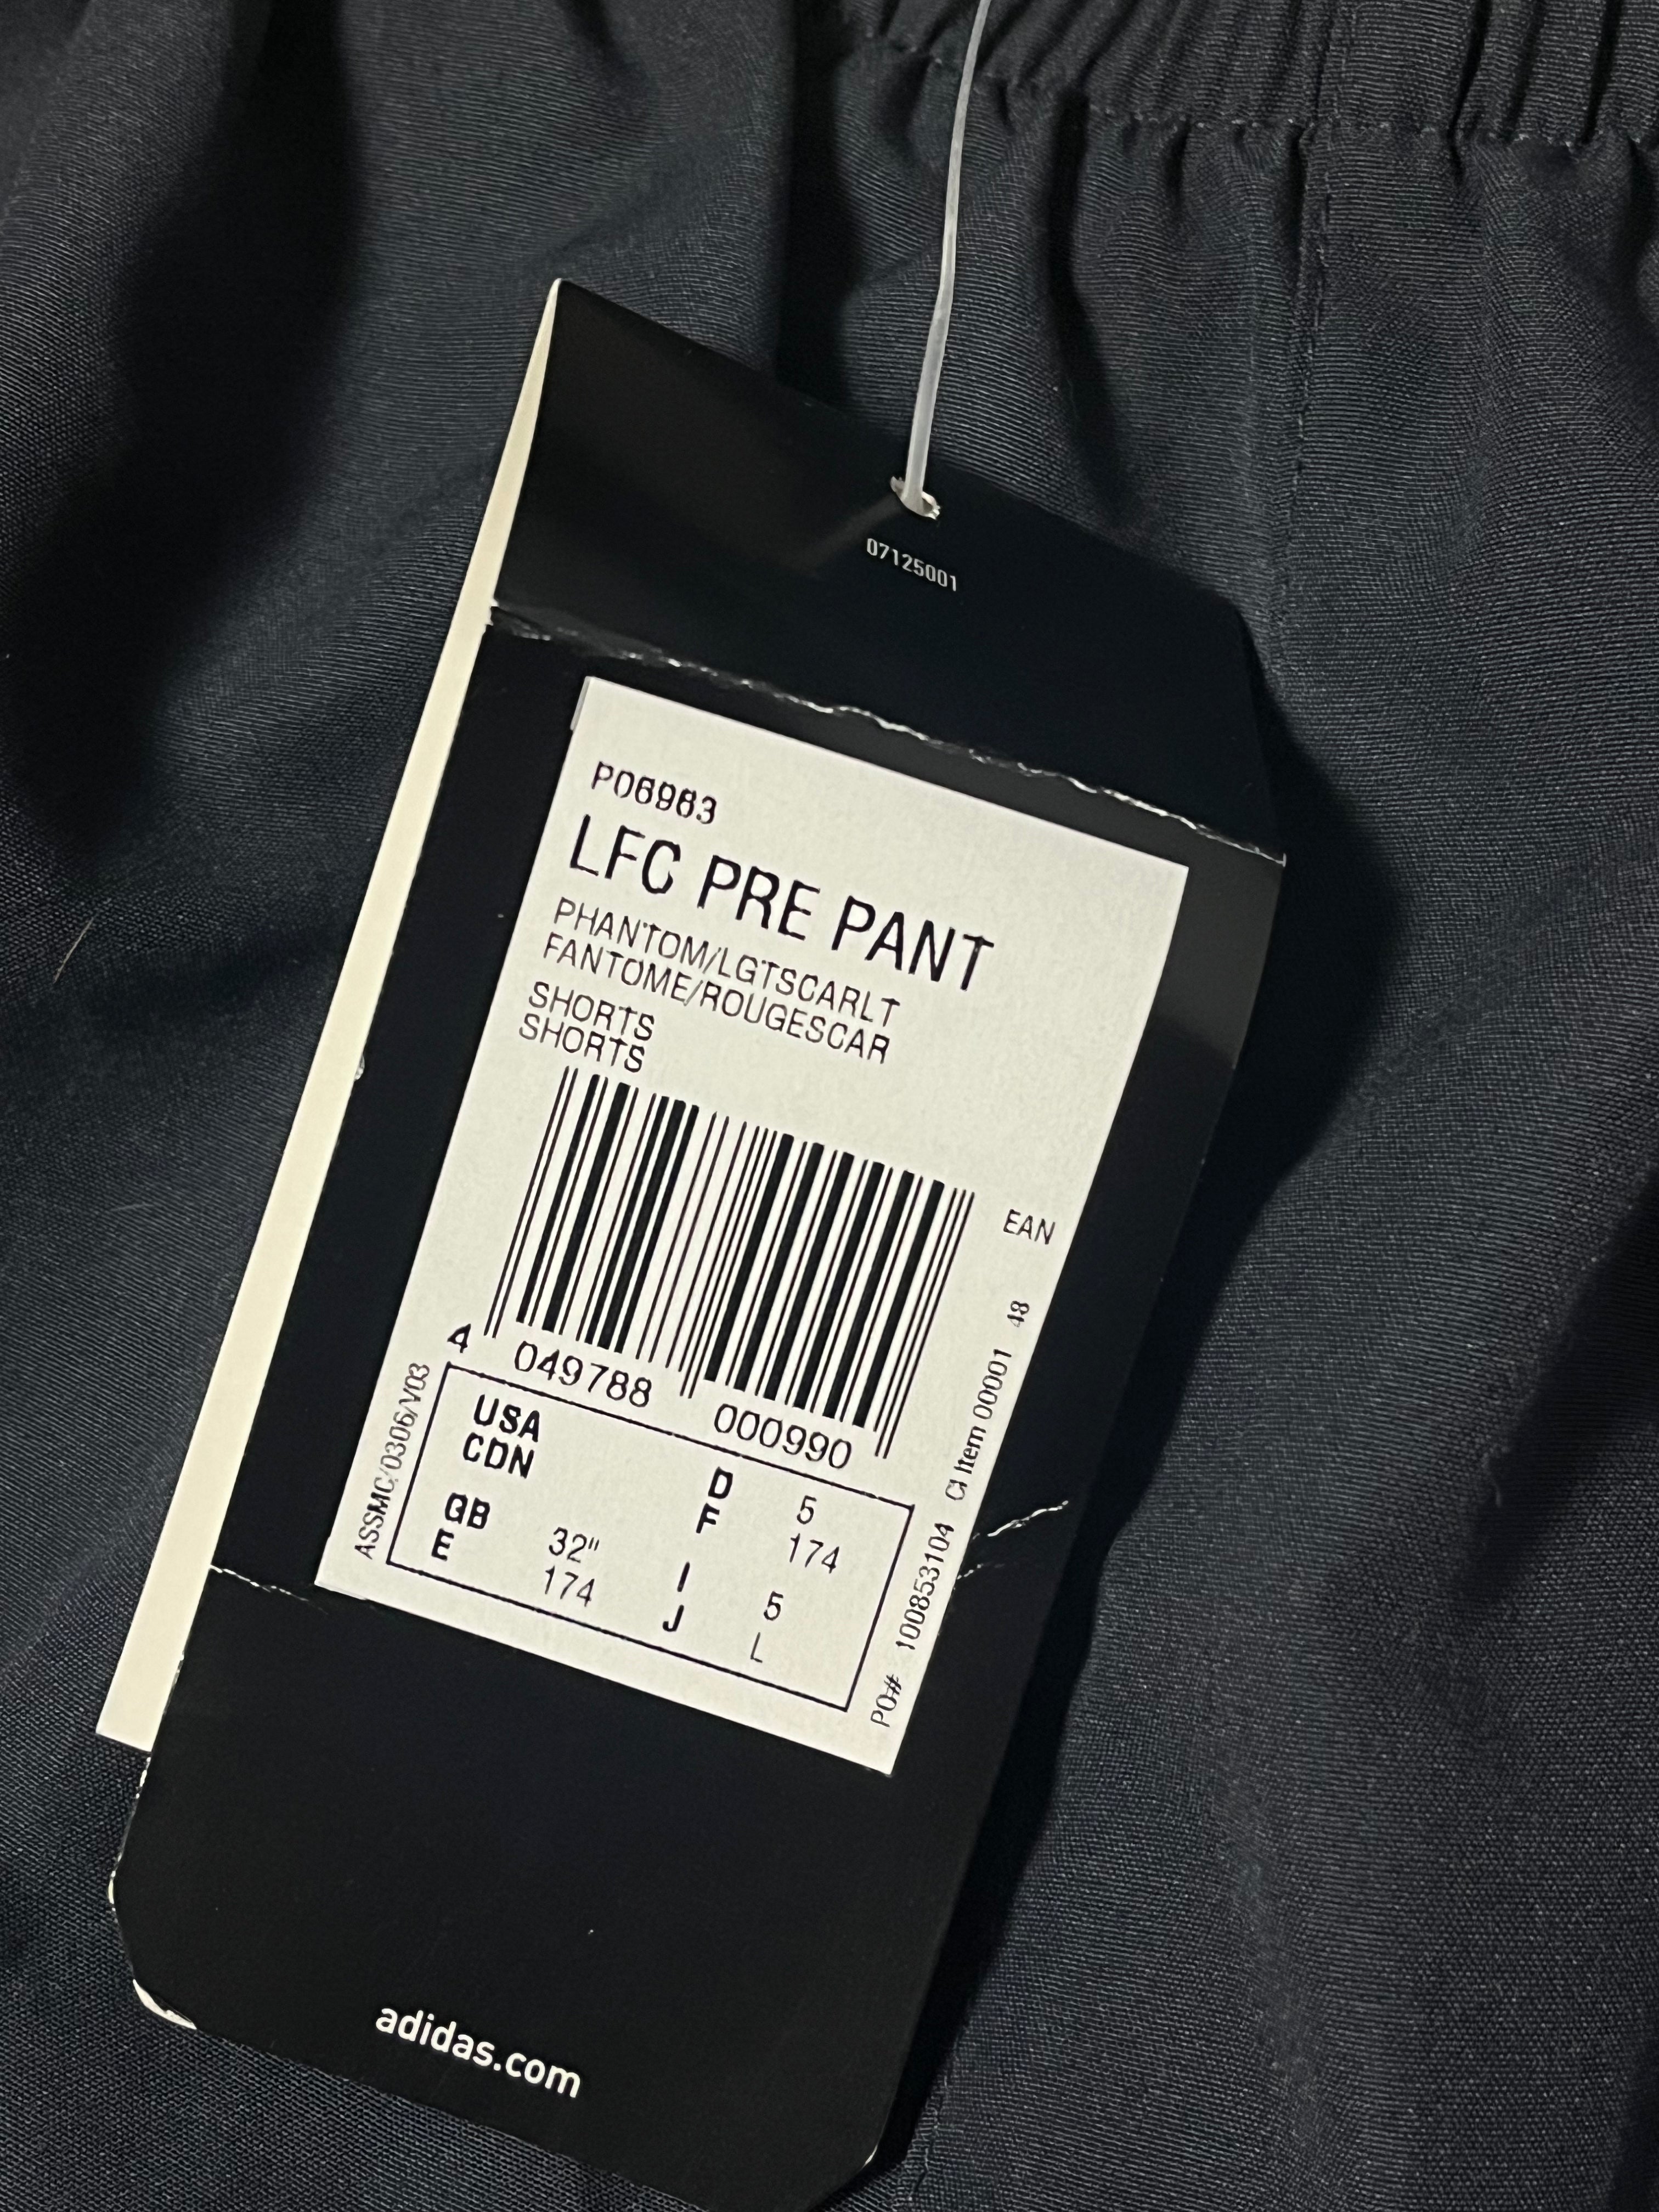 07125001
P06963
LFC PRE PANT
PHANTOM/LGTSCARLT
FANTOME/ROUGESCAR
SHORTS
SHORTS
EAN
4 049788 000990
USA
CDN
GB 32"
E 174
D 5
F 174
I 5
J L
ASSMC/0306/V03
PO# 100853104 CI Item 00001 48
adidas.com